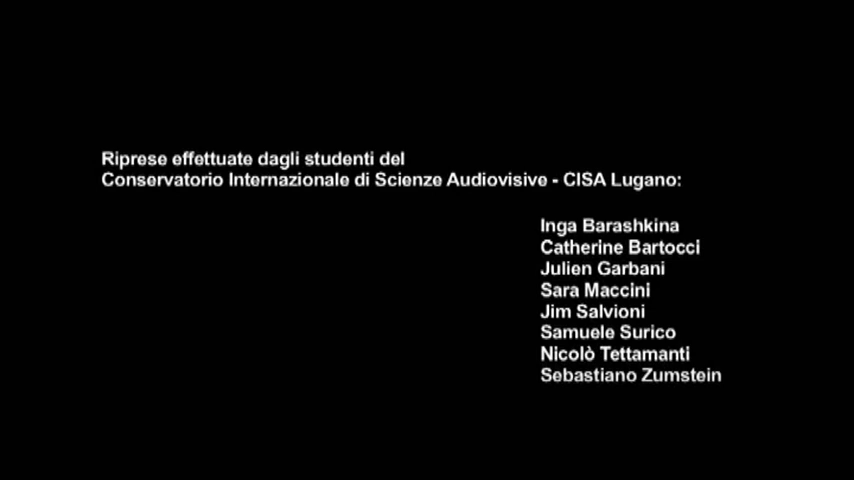 Riprese effettuate dagli studenti del
Conservatorio Internazionale di Scienze Audiovisive - CISA Lugano:
Inga Barashkina
Catherine Bartocci
Julien Garbani
Sara Maccini
Jim Salvioni
Samuele Surico
Nicolò Tettamanti
Sebastiano Zumstein